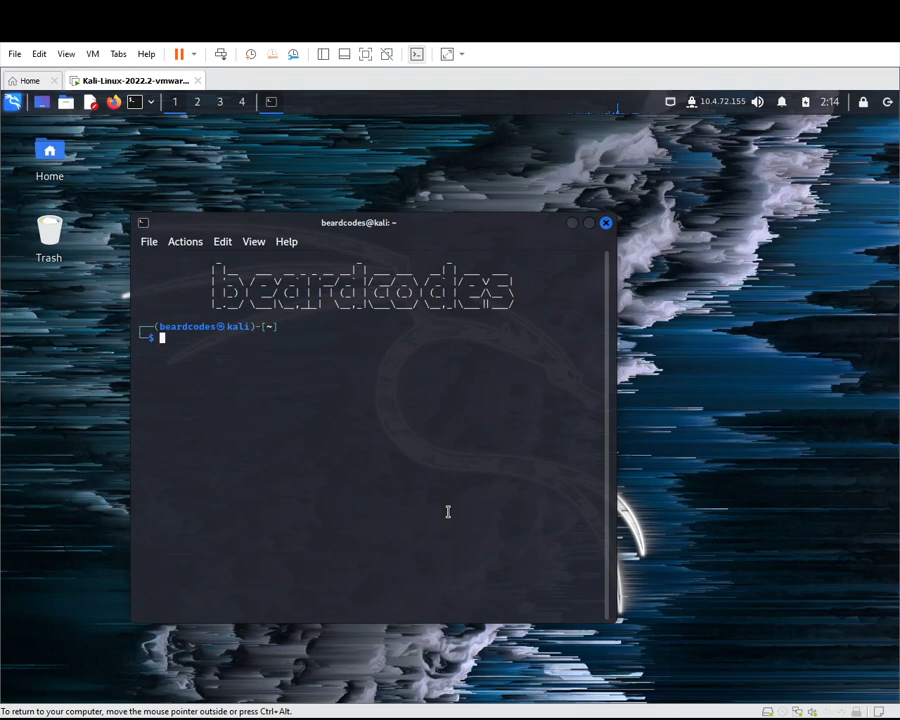 File Edit View VM Tabs Help
Home Kali-Linux-2022.2-vmwar...
1 2 3 4 10.4.72.155 2:14
Home
Trash
beardcodes@kali: ~
File Actions Edit View Help
beardcodes
┌──(beardcodes㉿kali)-[~]
└─$
To return to your computer, move the mouse pointer outside or press Ctrl+Alt.